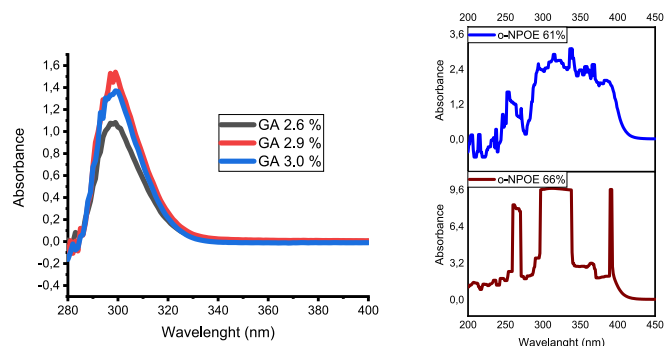 1,6
1,4
1,2
1,0
0,8
0,6
0,4
0,2
0,0
-0,2
-0,4
Absorbance
280 300 320 340 360 380 400
Wavelenght (nm)
GA 2.6 %
GA 2.9 %
GA 3.0 %
200 250 300 350 400 450
o-NPOE 61%
3,6
2,4
1,2
0,0
Absorbance
o-NPOE 66%
9,6
6,4
3,2
0,0
Absorbance
200 250 300 350 400 450
Wavelanght (nm)